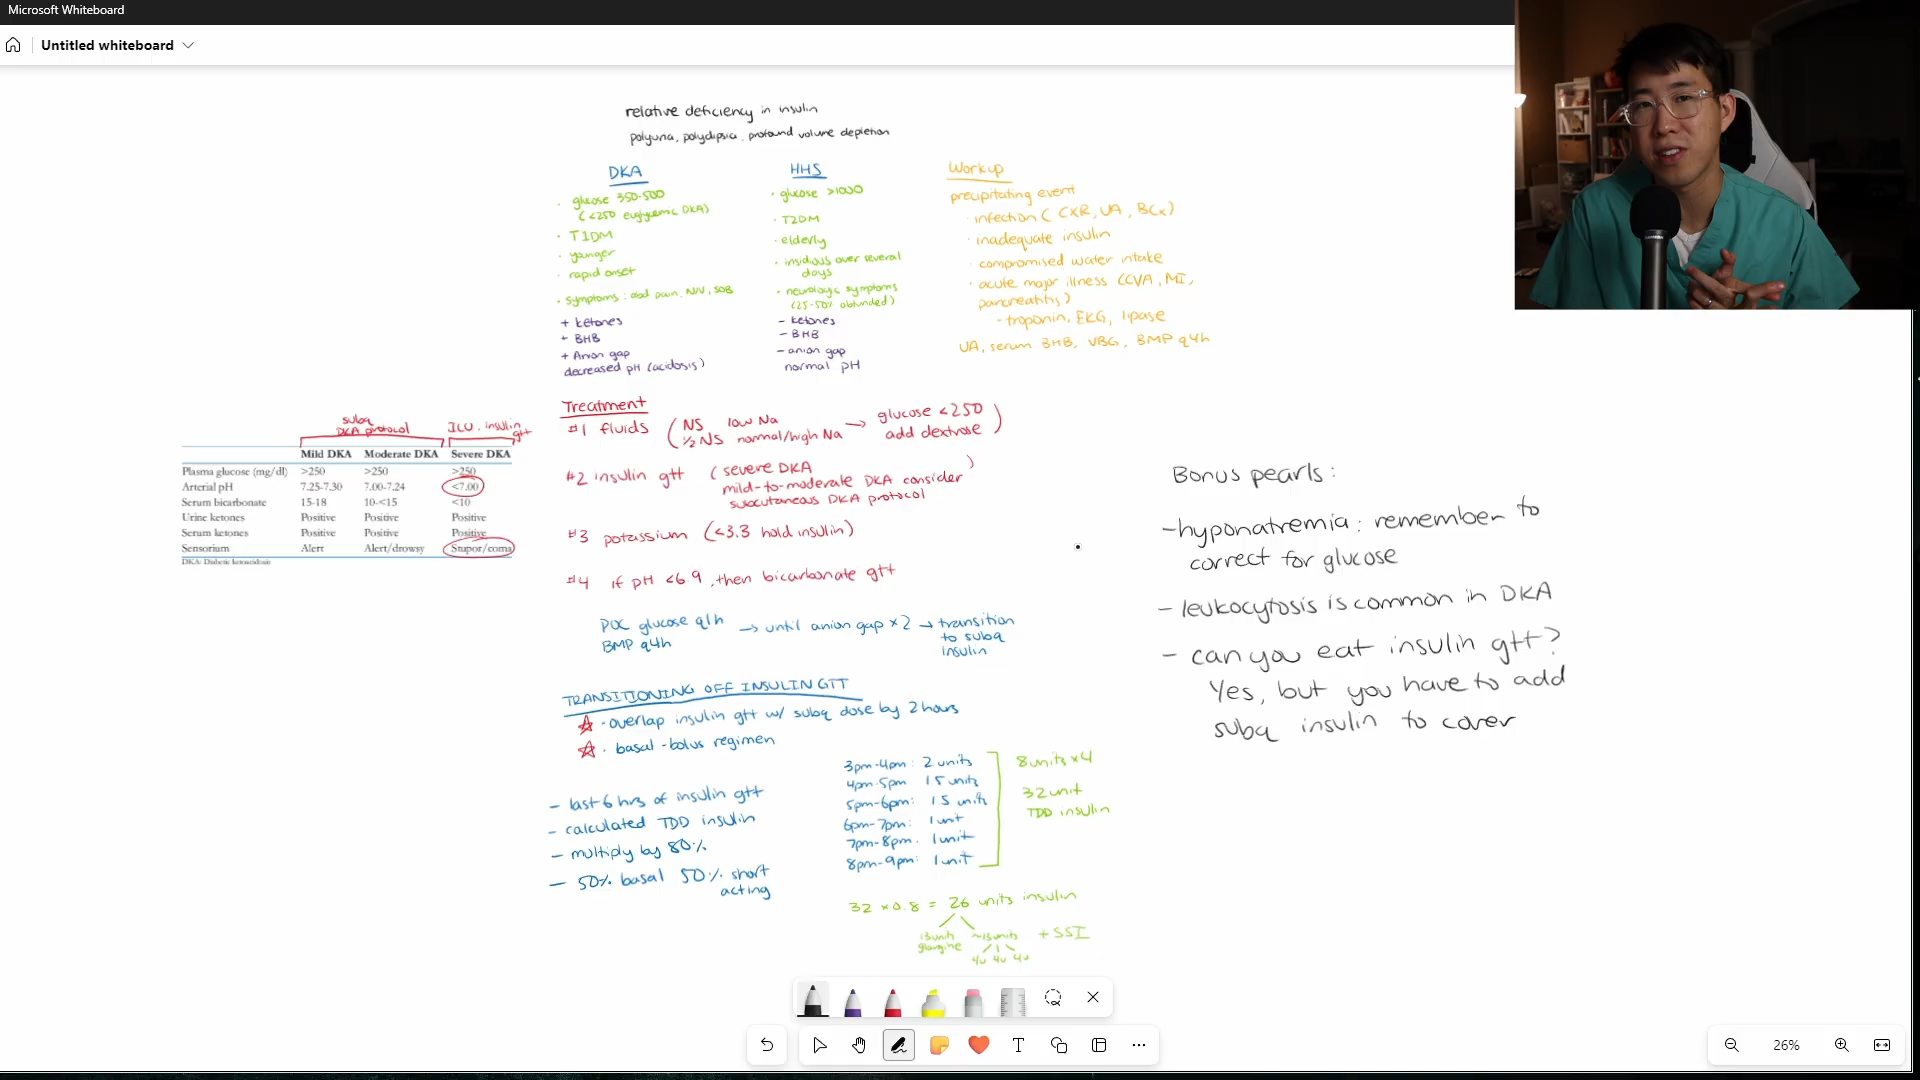 Microsoft Whiteboard
Untitled whiteboard
relative deficiency in insulin
polyuria, polydipsia, profound volume depletion
DKA
· glucose 350-500
(<250 euglycemic DKA)
· T1DM
· younger
· rapid onset
· symptoms: abd pain, N/V, SOB
+ ketones
+ BHB
+ Anion gap
decreased pH (acidosis)
HHS
· glucose >1000
· T2DM
· elderly
· insidious over several
days
· neurologic symptoms
(25-50% obtunded)
- ketones
- BHB
- anion gap
normal pH
Workup
precipitating event
· infection (CXR, UA, BCx)
· inadequate insulin
· compromised water intake
· acute major illness (CVA, MI,
pancreatitis)
- troponin, EKG, lipase
UA, serum BHB, VBG, BMP q4h
subq
DKA protocol
ICU, insulin
gtt
Mild DKA Moderate DKA Severe DKA
Plasma glucose (mg/dl) >250 >250 >250
Arterial pH 7.25-7.30 7.00-7.24 <7.00
Serum bicarbonate 15-18 10-<15 <10
Urine ketones Positive Positive Positive
Serum ketones Positive Positive Positive
Sensorium Alert Alert/drowsy Stupor/coma
DKA: Diabetic ketoacidosis
Treatment
#1 fluids
(NS low Na
1/2 NS normal/high Na
→ glucose <250
add dextrose)
#2 insulin gtt
(severe DKA
mild-to-moderate DKA consider
subcutaneous DKA protocol)
#3 potassium (<3.3 hold insulin)
#4 if pH <6.9, then bicarbonate gtt
POC glucose q1h
BMP q4h
→ until anion gap x2 → transition
to subq
insulin
TRANSITIONING OFF INSULIN GTT
· overlap insulin gtt w/ subq dose by 2 hours
· basal-bolus regimen
- last 6 hrs of insulin gtt
- calculated TDD insulin
- multiply by 80%
- 50% basal 50% short
acting
3pm-4pm: 2 units
4pm-5pm 1.5 units
5pm-6pm: 1.5 units
6pm-7pm: 1 unit
7pm-8pm. 1 unit
8pm-9pm: 1 unit
8 units x4
32 unit
TDD insulin
32 x0.8 = 26 units insulin
13 units
glargine
~13 units
4u 4u 4u
+ SSI
Bonus pearls:
- hyponatremia: remember to
correct for glucose
- leukocytosis is common in DKA
- can you eat insulin gtt?
Yes, but you have to add
subq insulin to cover
26%